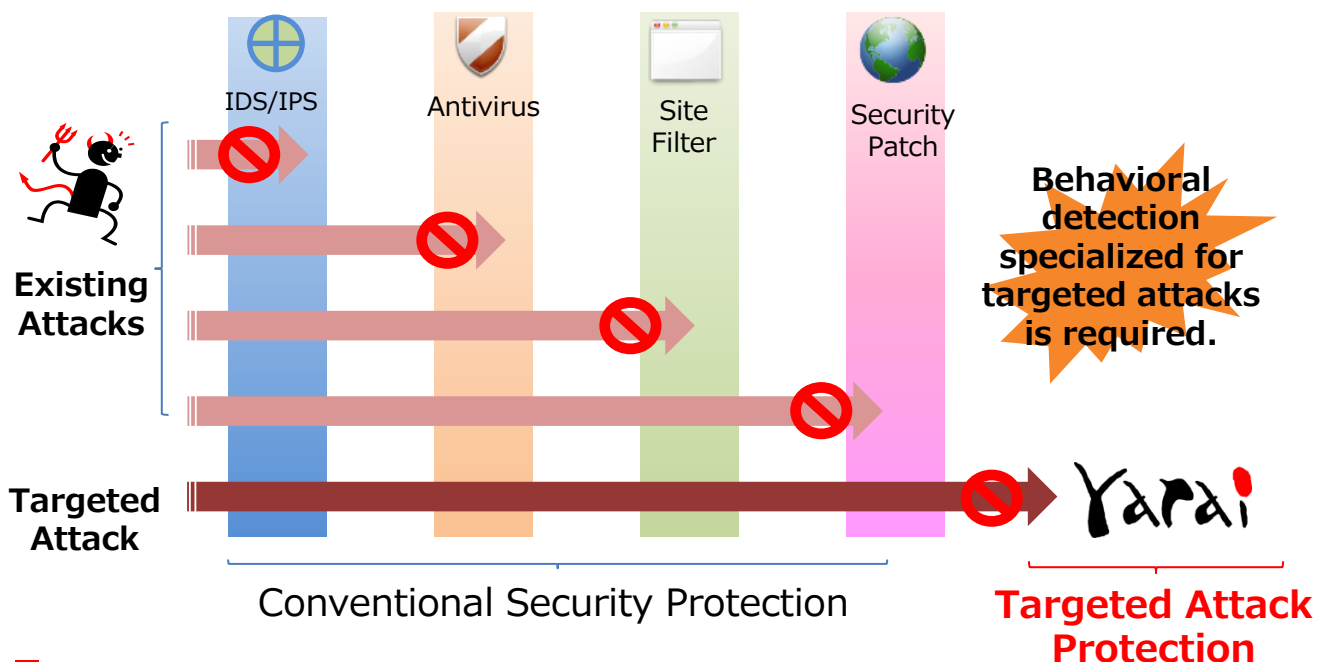 IDS/IPS
Antivirus
Site
Filter
Security
Patch
Existing
Attacks
Behavioral
detection
specialized for
targeted attacks
is required.
Targeted
Attack
Yarai
Conventional Security Protection
Targeted Attack
Protection